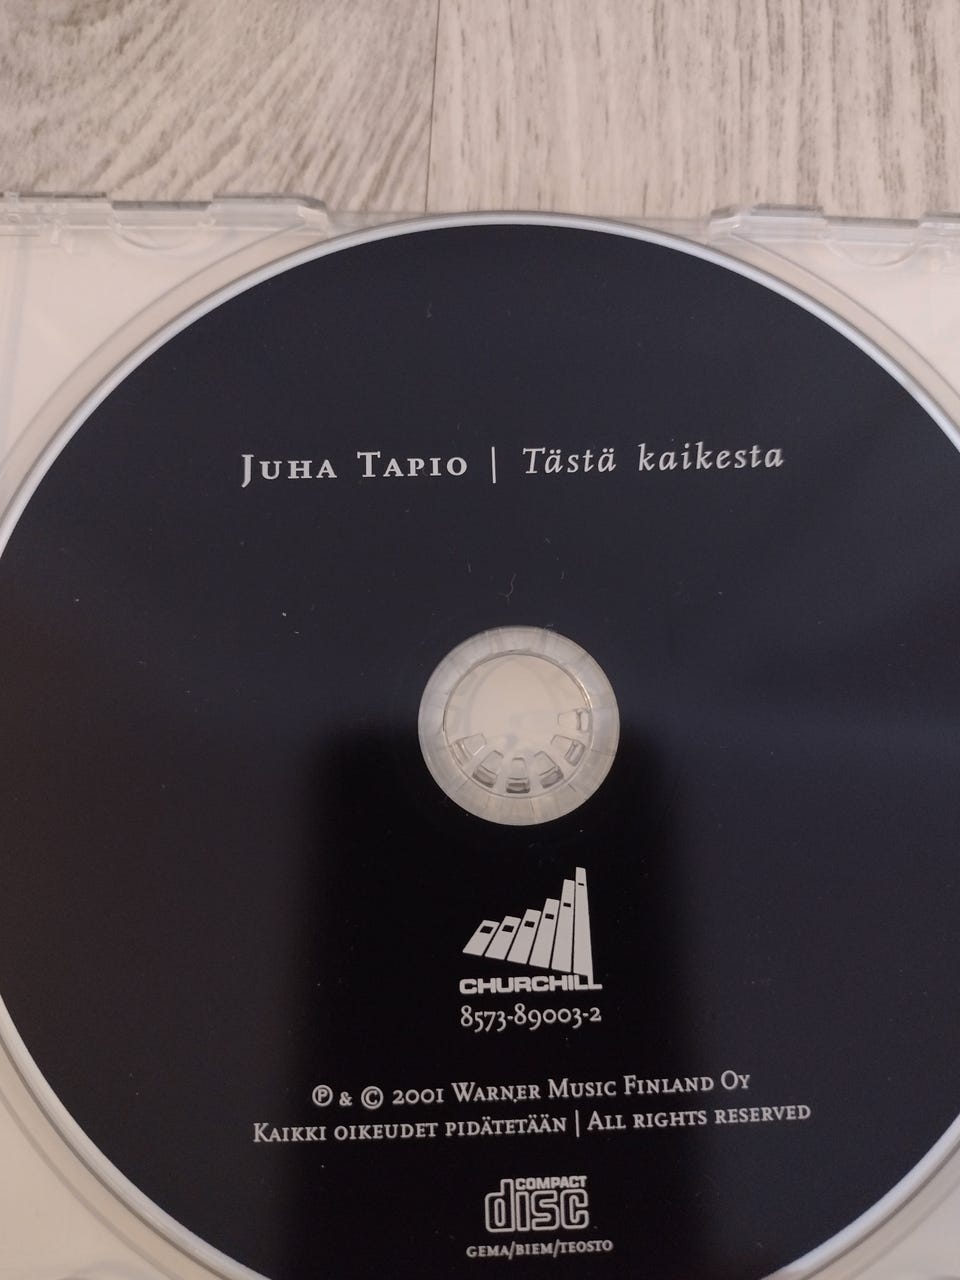 Juha Tapio | Tästä kaikesta
CHURCHILL
8573-89003-2
℗ & © 2001 Warner Music Finland Oy
Kaikki oikeudet pidätetään | All rights reserved
COMPACT
disc
GEMA/BIEM/TEOSTO